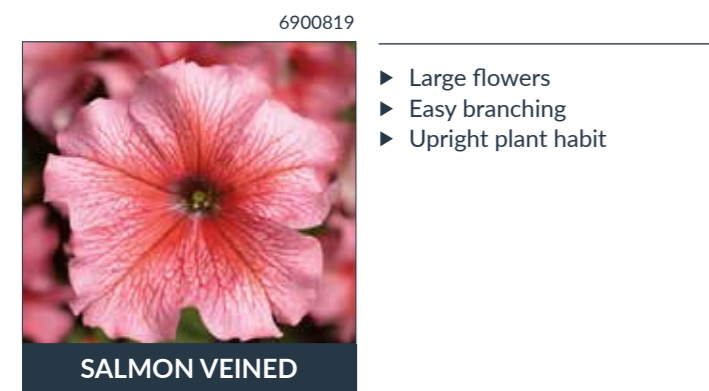 6900819
▶ Large flowers
▶ Easy branching
▶ Upright plant habit
SALMON VEINED